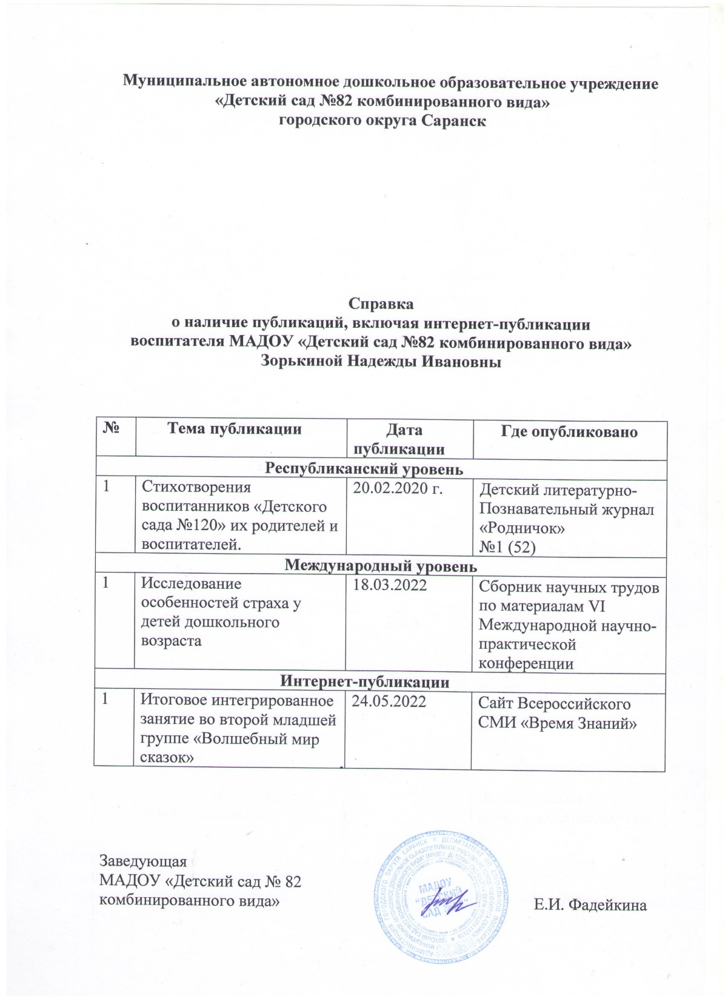 Муниципальное автономное дошкольное образовательное учреждение
«Детский сад №82 комбинированного вида»
городского округа Саранск
Справка
о наличие публикаций, включая интернет-публикации
воспитателя МАДОУ «Детский сад №82 комбинированного вида»
Зорькиной Надежды Ивановны
№ Тема публикации Дата публикации Где опубликовано
Республиканский уровень
1
Стихотворения
воспитанников «Детского
сада №120» их родителей и
воспитателей.
20.02.2020 г.
Детский литературно-
Познавательный журнал
«Родничок»
№1 (52)
Международный уровень
1
Исследование
особенностей страха у
детей дошкольного
возраста
18.03.2022
Сборник научных трудов
по материалам VI
Международной научно-
практической
конференции
Интернет-публикации
1
Итоговое интегрированное
занятие во второй младшей
группе «Волшебный мир
сказок»
24.05.2022
Сайт Всероссийского
СМИ «Время Знаний»
Заведующая
МАДОУ «Детский сад № 82
комбинированного вида»
Е.И. Фадейкина
МАДОУ
"ДЕТСКИЙ
САД